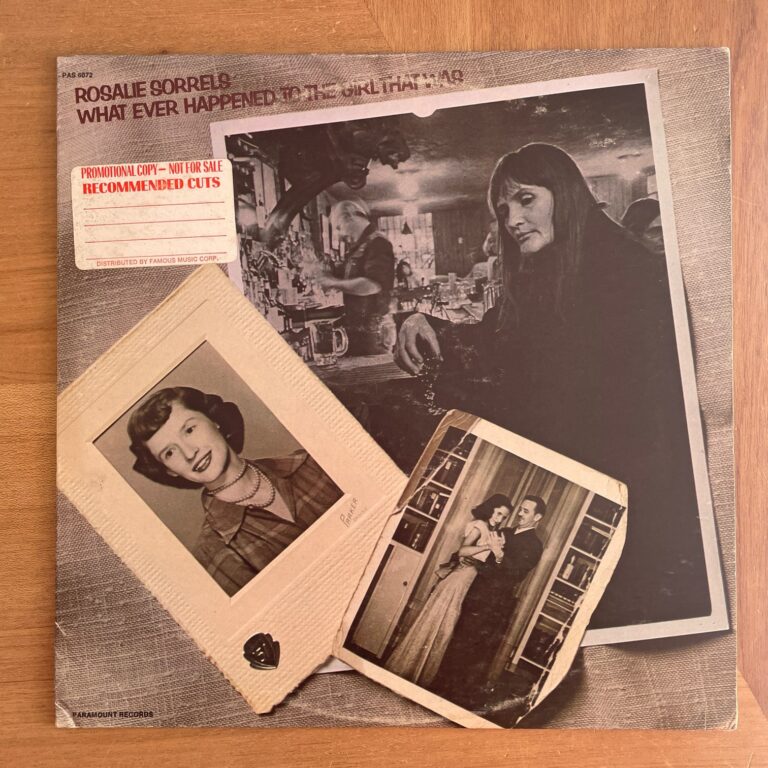 PAS 6072
ROSALIE SORRELS
WHAT EVER HAPPENED TO THE GIRL THAT WAS
PROMOTIONAL COPY — NOT FOR SALE
RECOMMENDED CUTS
DISTRIBUTED BY FAMOUS MUSIC CORP.
PARKER
PARAMOUNT RECORDS